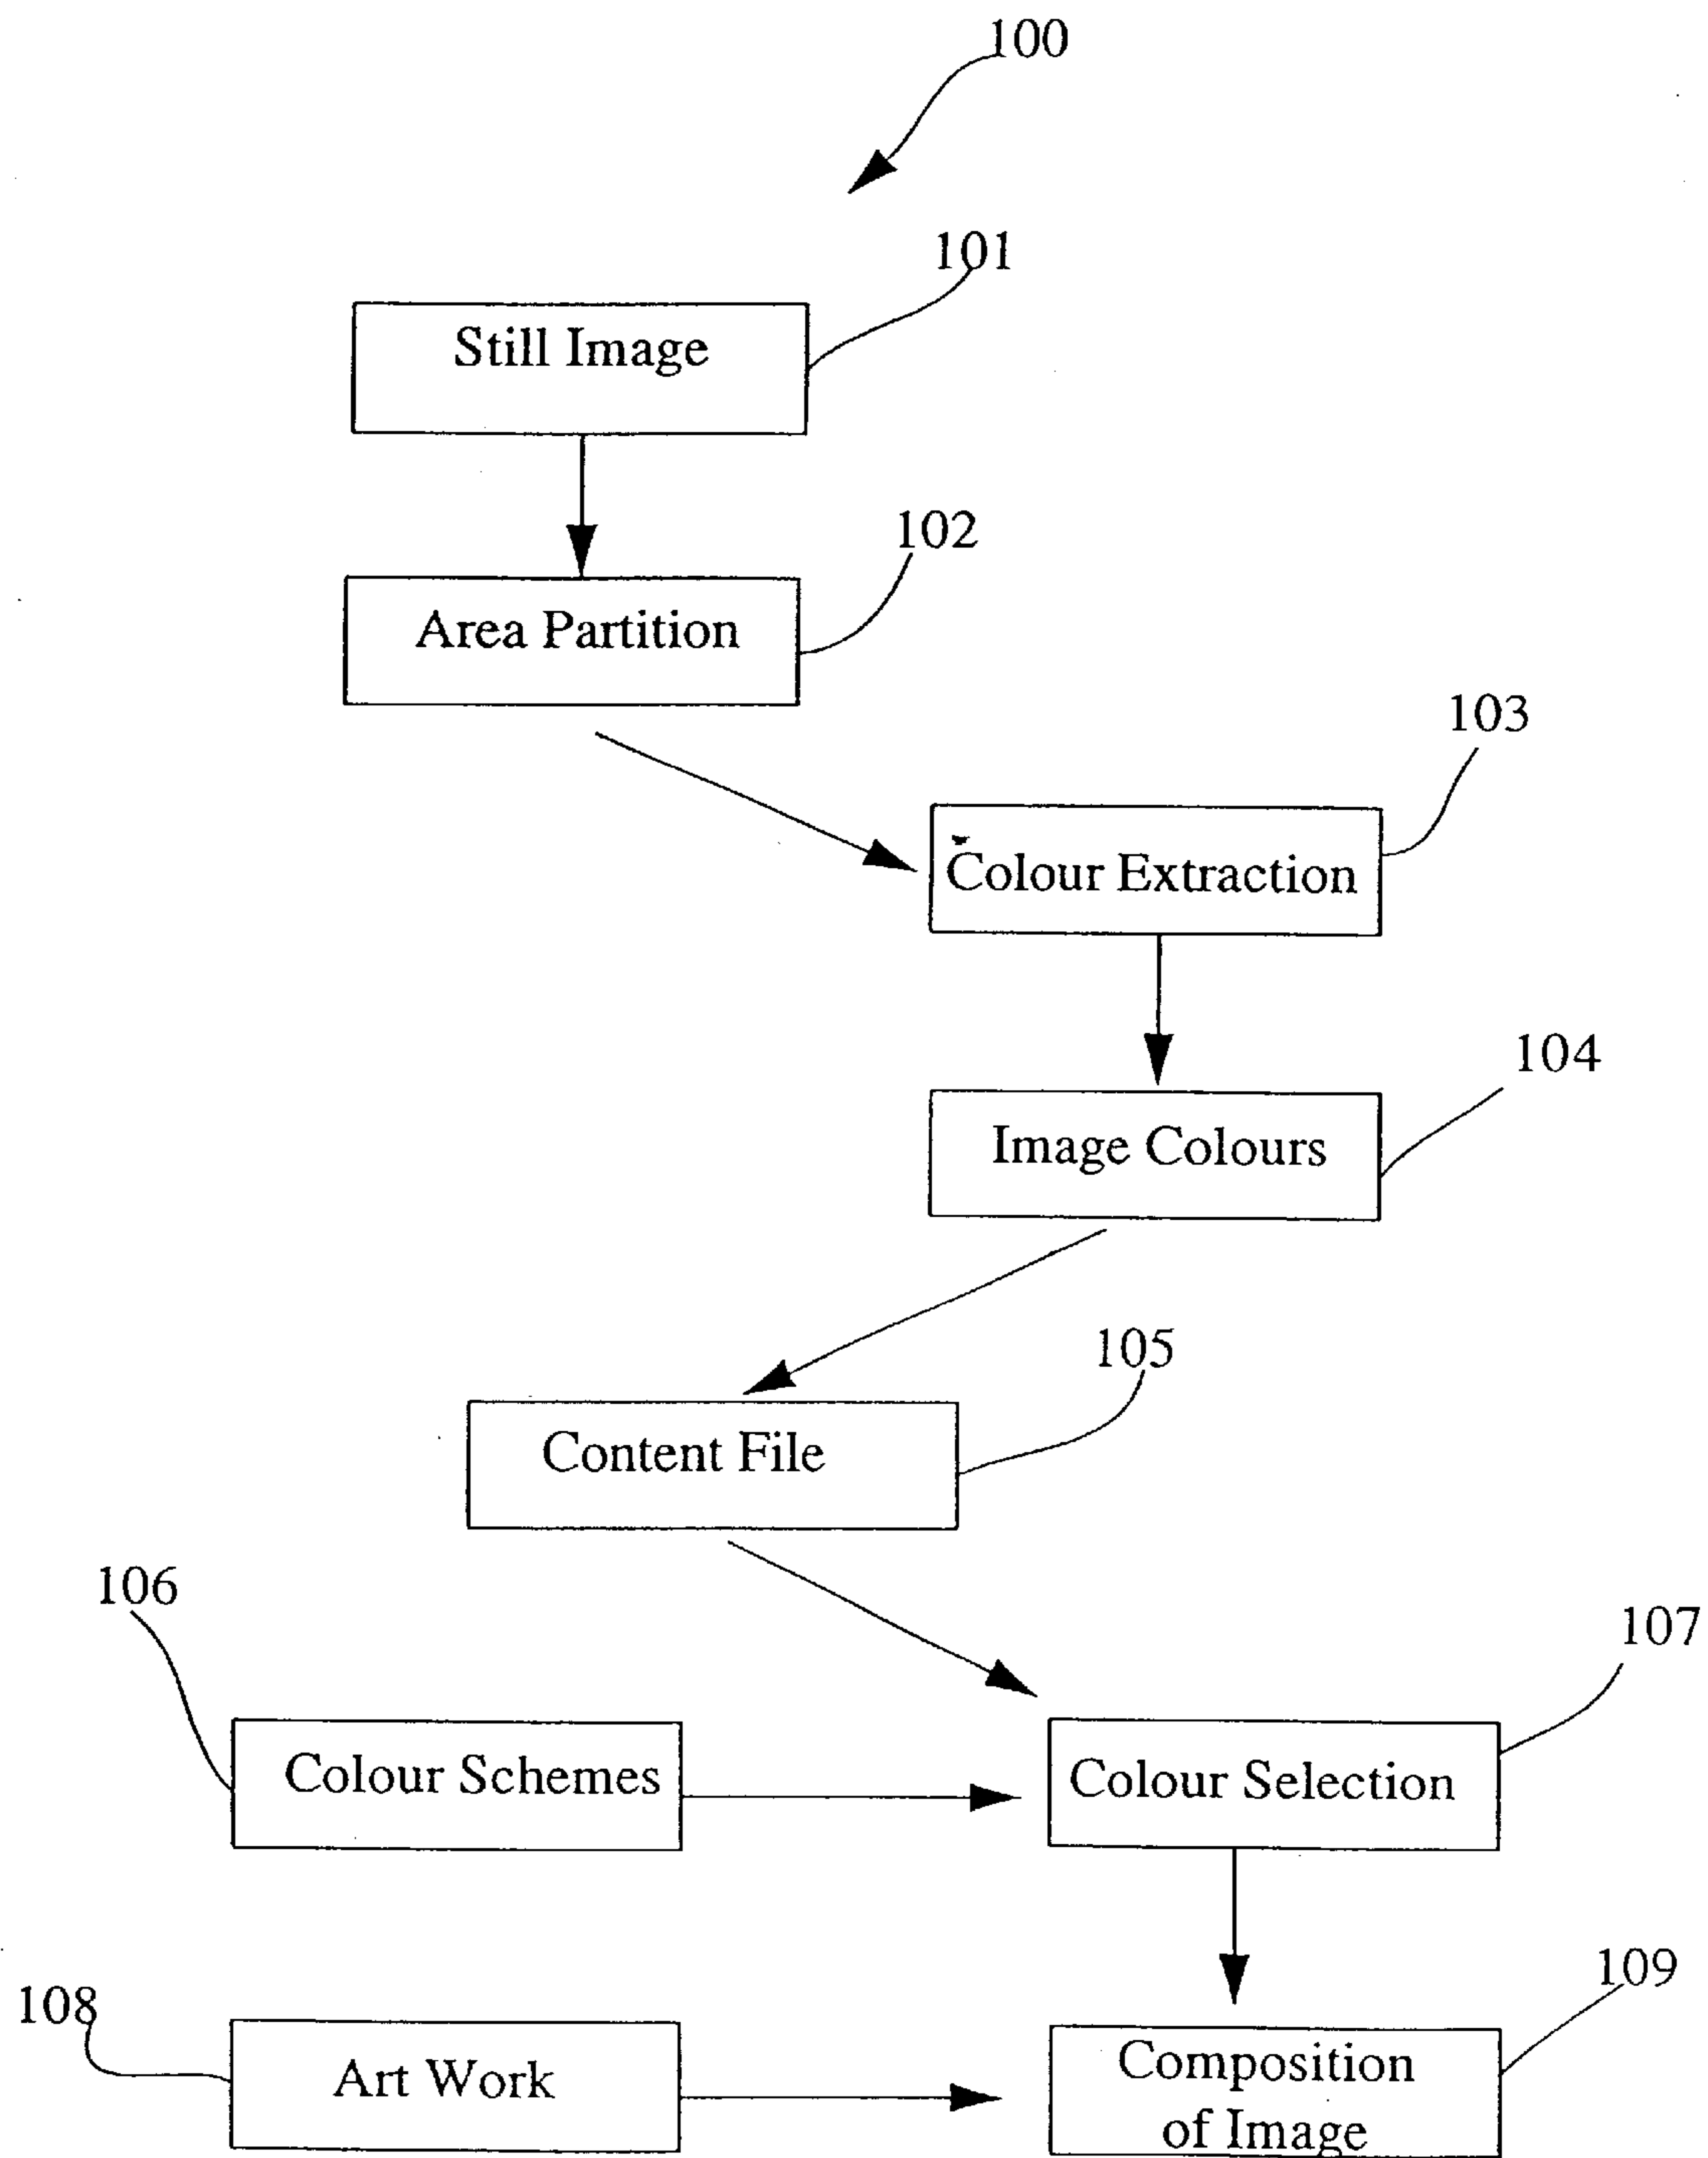 100
101
Still Image
102
Area Partition
103
Colour Extraction
104
Image Colours
105
Content File
106
107
Colour Schemes
Colour Selection
108
109
Art Work
Composition
of Image